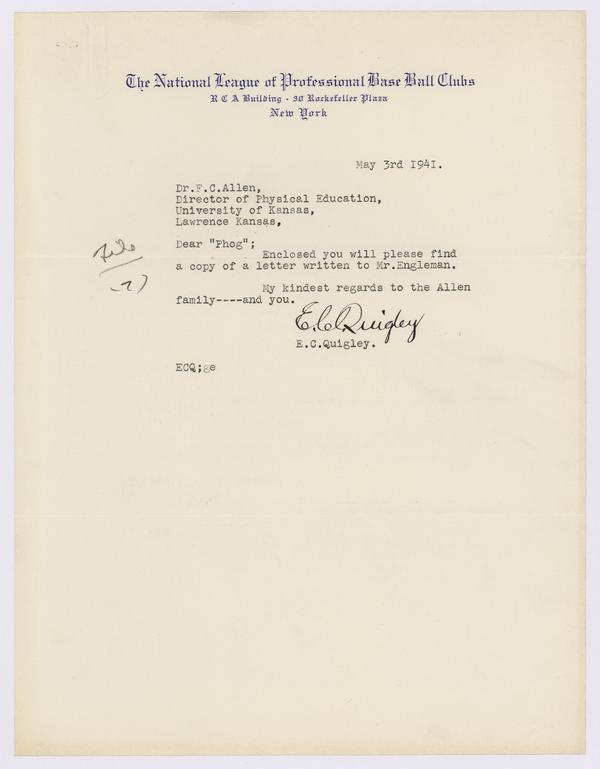 The National League of Professional Base Ball Clubs
R C A Building - 30 Rockefeller Plaza
New York
May 3rd 1941.
Dr.F.C.Allen,
Director of Physical Education,
University of Kansas,
Lawrence Kansas,
Dear "Phog";
Enclosed you will please find
a copy of a letter written to Mr.Engleman.
File
My kindest regards to the Allen
family----and you.
E.C.Quigley
E.C.Quigley.
ECQ;ge